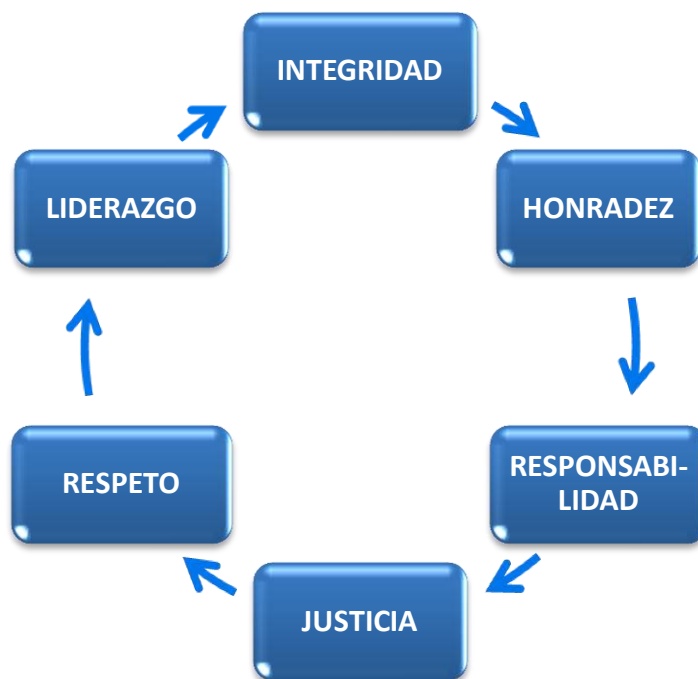 INTEGRIDAD
HONRADEZ
RESPONSABI-
LIDAD
JUSTICIA
RESPETO
LIDERAZGO